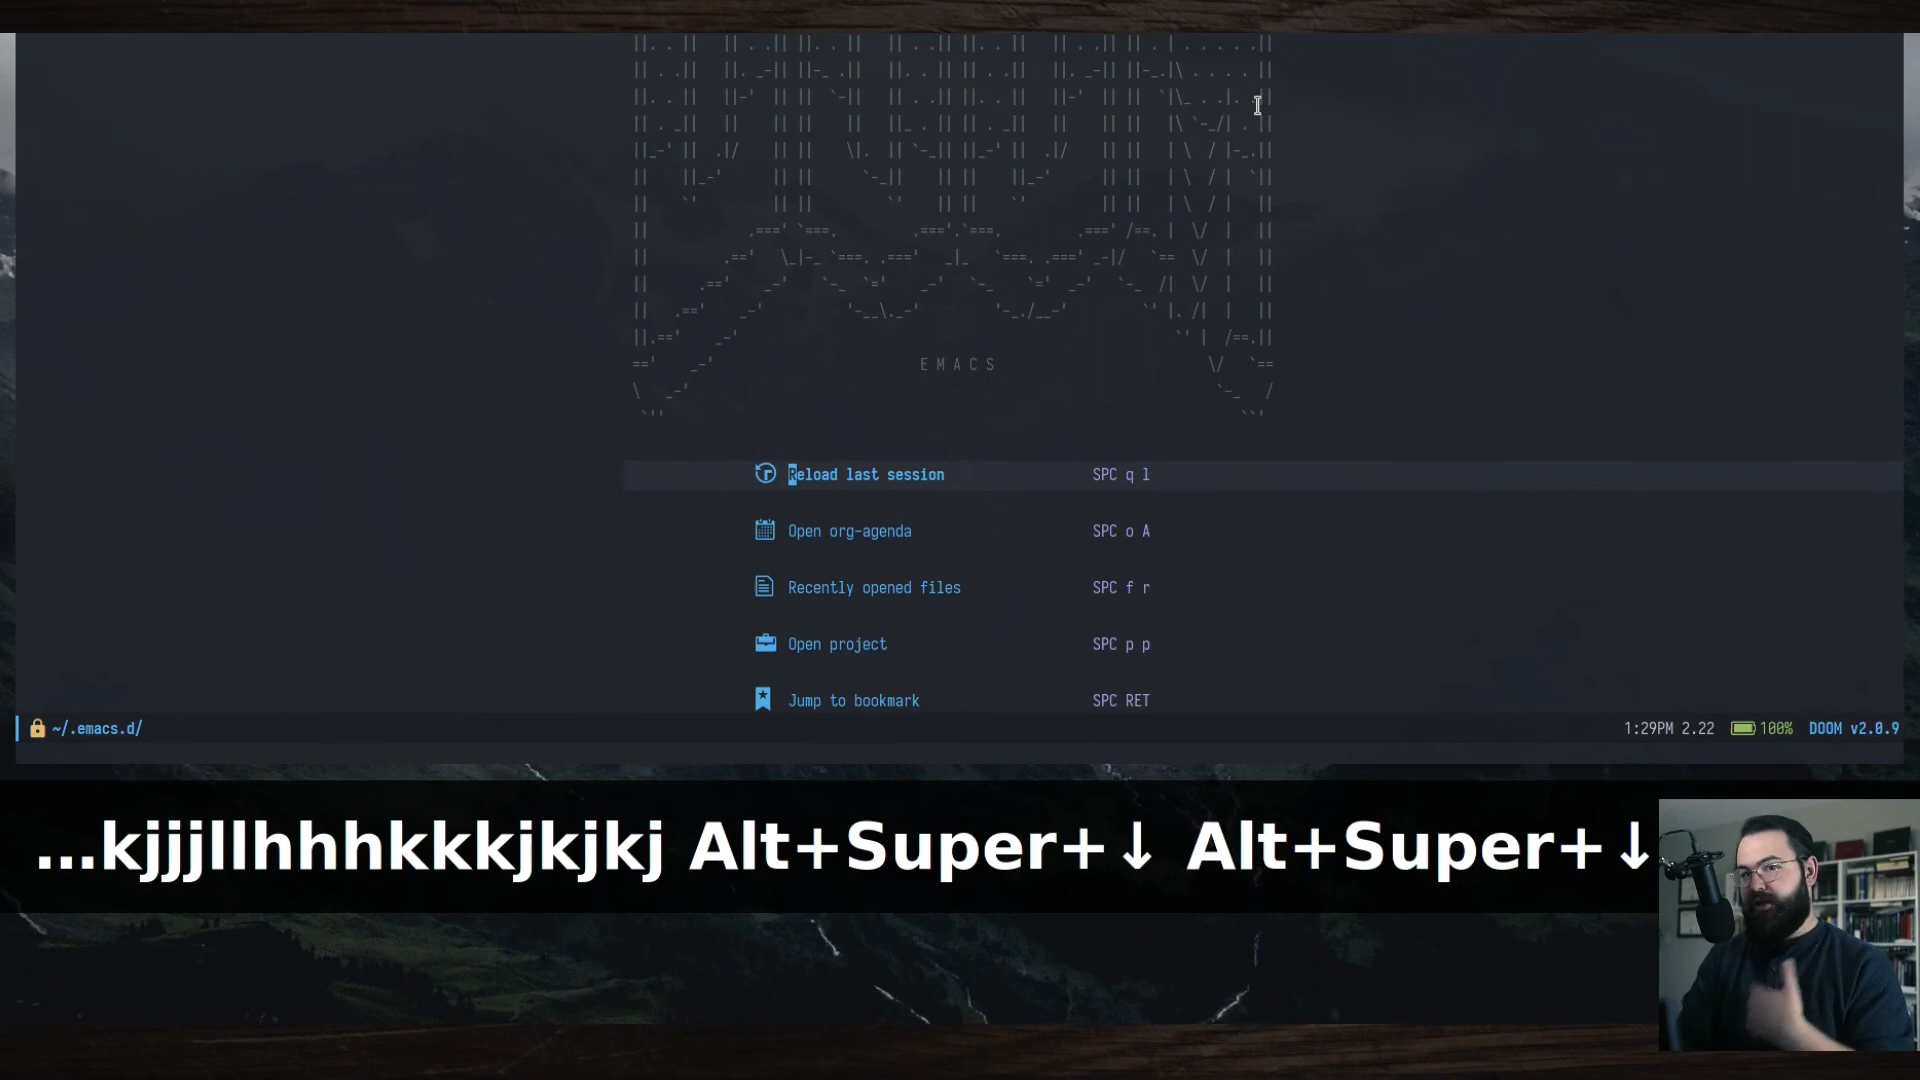 E M A C S
Reload last session SPC q l
Open org-agenda SPC o A
Recently opened files SPC f r
Open project SPC p p
Jump to bookmark SPC RET
~/.emacs.d/ 1:29PM 2.22 100% DOOM v2.0.9
...kjjjllhhhkkkjkjkj Alt+Super+↓ Alt+Super+↓